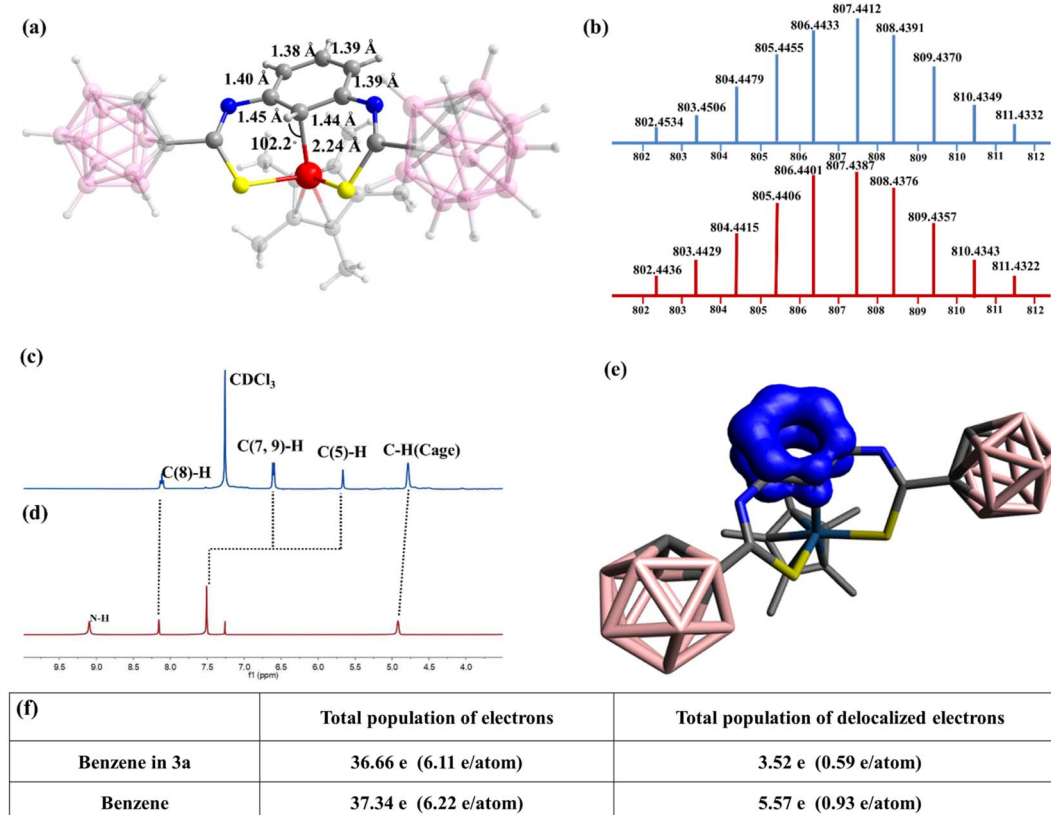 (a)
1.38 Å
1.39 Å
1.40 Å
1.39 Å
1.45 Å
1.44 Å
102.2°
2.24 Å
(b)
807.4412
806.4433
808.4391
805.4455
809.4370
804.4479
810.4349
803.4506
802.4534
811.4332
802 803 804 805 806 807 808 809 810 811 812
807.4387
806.4401
808.4376
805.4406
809.4357
804.4415
803.4429
810.4343
802.4436
811.4322
802 803 804 805 806 807 808 809 810 811 812
(c)
CDCl3
C(7, 9)-H
C(5)-H
C-H(Cage)
C(8)-H
(d)
N-H
9.5 9.0 8.5 8.0 7.5 7.0 6.5 6.0 5.5 5.0 4.5 4.0
f1 (ppm)
(e)
(f) Total population of electrons Total population of delocalized electrons
Benzene in 3a 36.66 e (6.11 e/atom) 3.52 e (0.59 e/atom)
Benzene 37.34 e (6.22 e/atom) 5.57 e (0.93 e/atom)